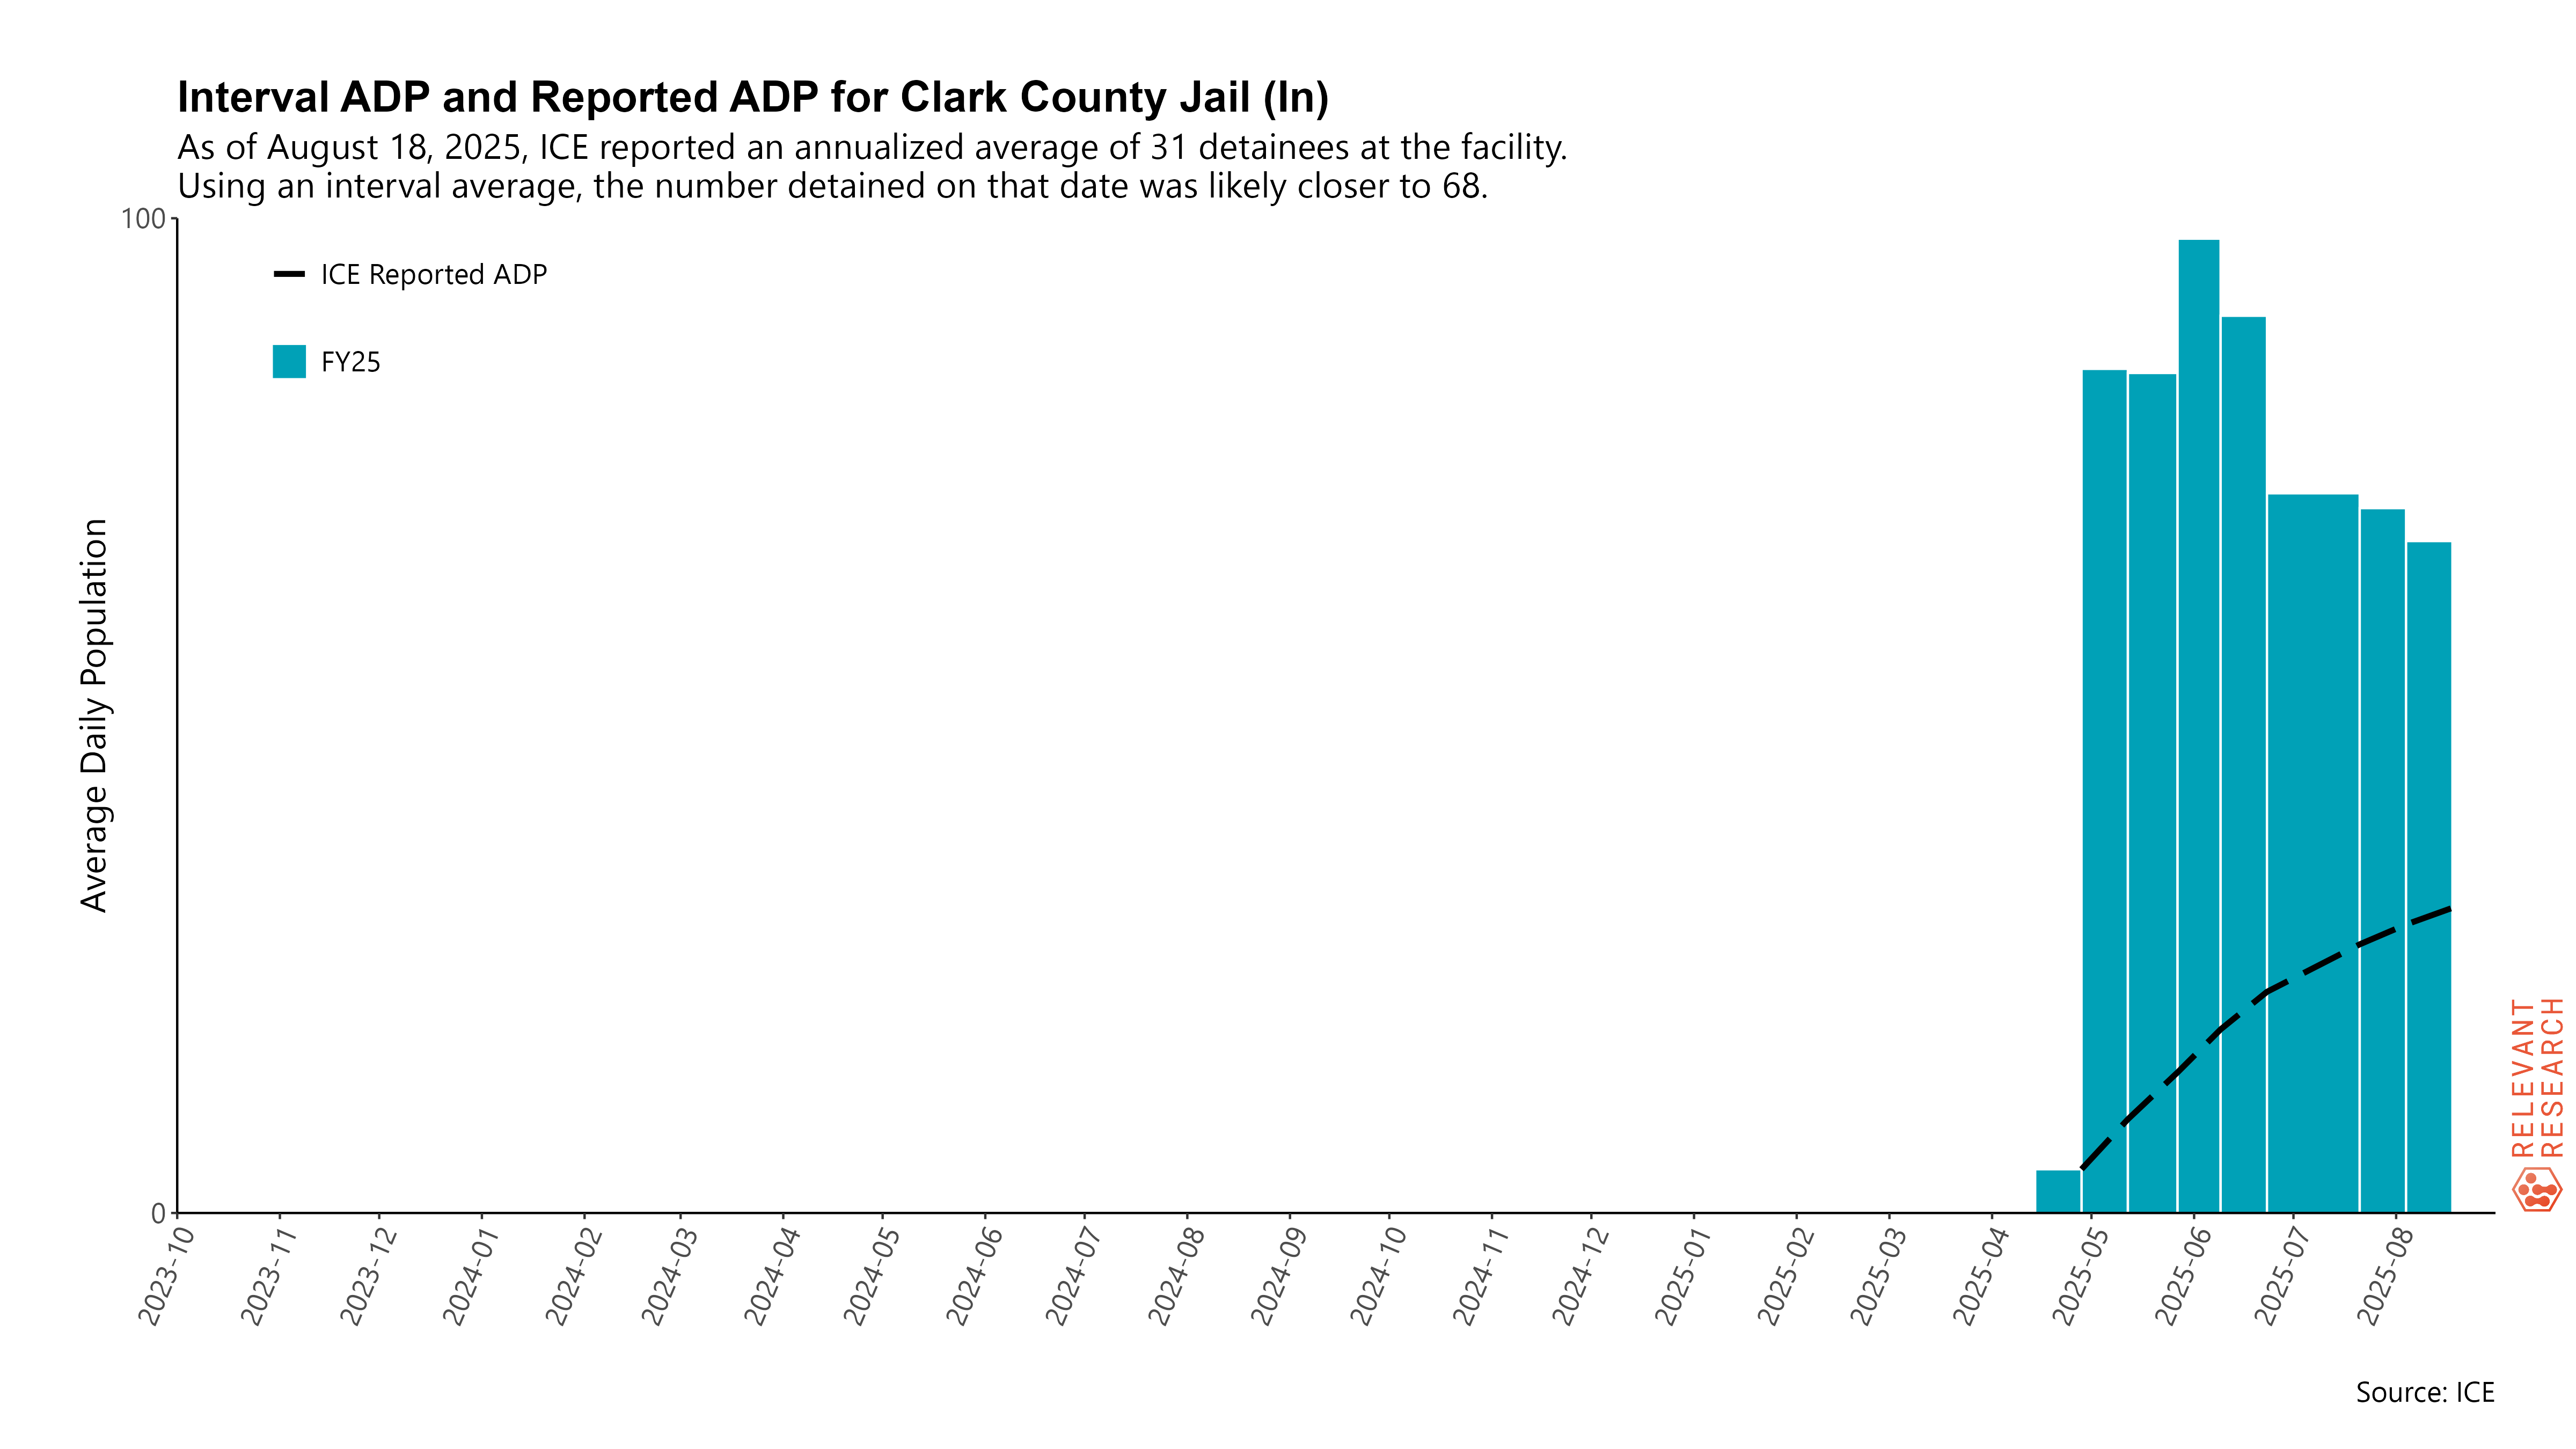 Interval ADP and Reported ADP for Clark County Jail (In)
As of August 18, 2025, ICE reported an annualized average of 31 detainees at the facility.
Using an interval average, the number detained on that date was likely closer to 68.
100
ICE Reported ADP
FY25
Average Daily Population
0
2023-10
2023-11
2023-12
2024-01
2024-02
2024-03
2024-04
2024-05
2024-06
2024-07
2024-08
2024-09
2024-10
2024-11
2024-12
2025-01
2025-02
2025-03
2025-04
2025-05
2025-06
2025-07
2025-08
RELEVANT
RESEARCH
Source: ICE